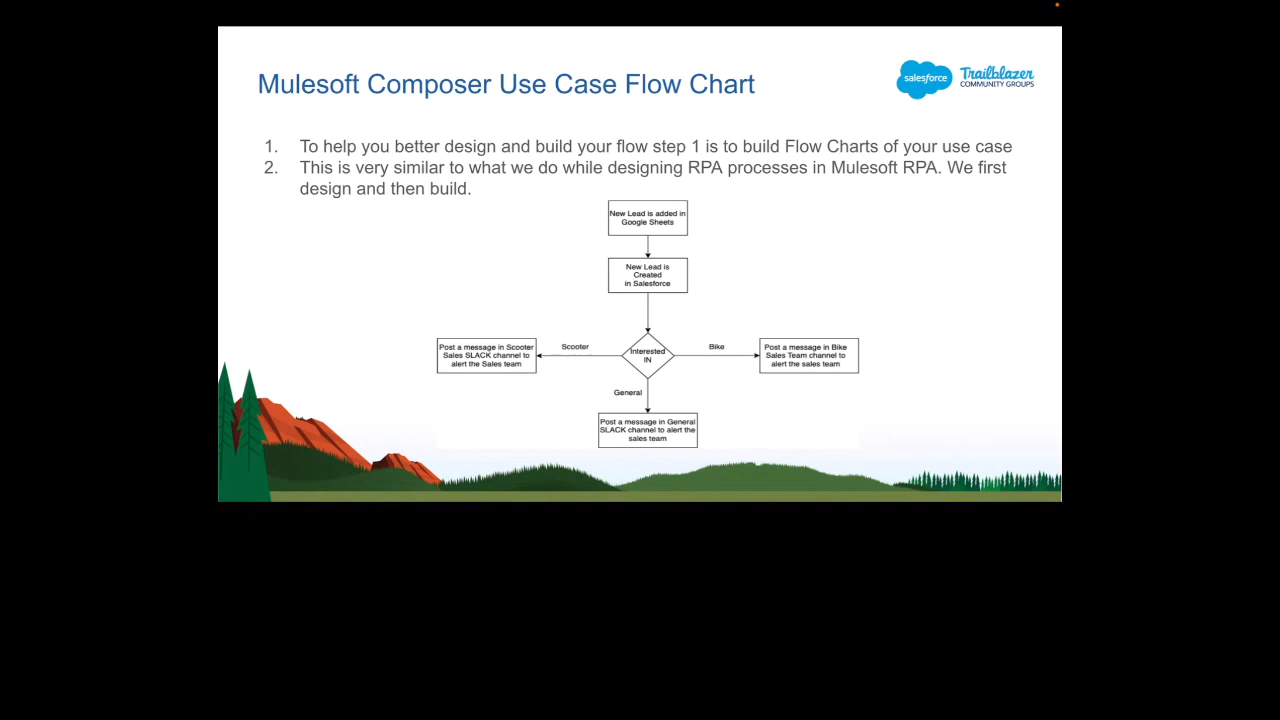 Mulesoft Composer Use Case Flow Chart
salesforce
Trailblazer
COMMUNITY GROUPS
1. To help you better design and build your flow step 1 is to build Flow Charts of your use case
2. This is very similar to what we do while designing RPA processes in Mulesoft RPA. We first
design and then build.
New Lead is added in
Google Sheets
New Lead is
Created
in Salesforce
Post a message in Scooter
Sales SLACK channel to
alert the Sales team
Scooter
Interested
IN
Bike
Post a message in Bike
Sales Team channel to
alert the sales team
General
Post a message in General
SLACK channel to alert the
sales team